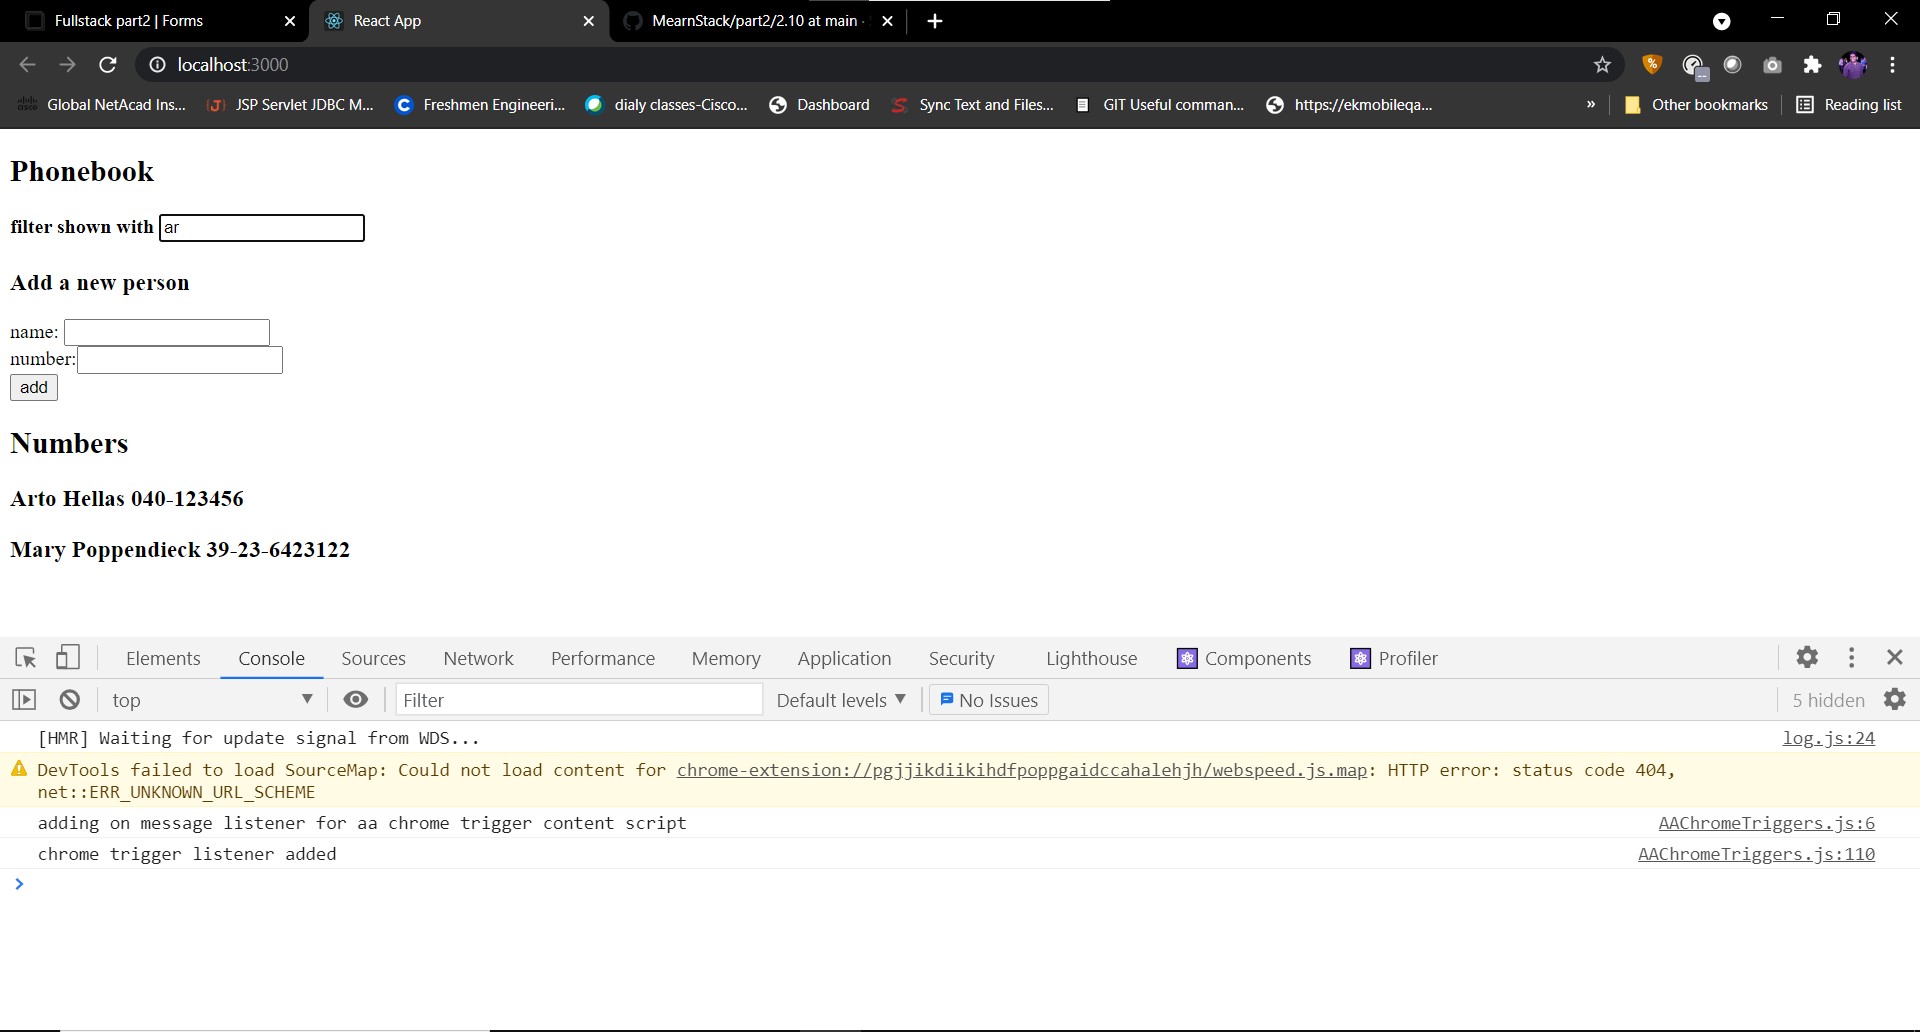 Fullstack part2 | Forms
React App
MearnStack/part2/2.10 at main ·
localhost:3000
Global NetAcad Ins...
JSP Servlet JDBC M...
Freshmen Engineeri...
dialy classes-Cisco...
Dashboard
Sync Text and Files...
GIT Useful comman...
https://ekmobileqa...
»
Other bookmarks
Reading list
Phonebook
filter shown with ar
Add a new person
name:
number:
add
Numbers
Arto Hellas 040-123456
Mary Poppendieck 39-23-6423122
Elements
Console
Sources
Network
Performance
Memory
Application
Security
Lighthouse
Components
Profiler
top
Filter
Default levels
No Issues
5 hidden
[HMR] Waiting for update signal from WDS...
log.js:24
DevTools failed to load SourceMap: Could not load content for chrome-extension://pgjjikdiikihdfpoppgaidccahalehjh/webspeed.js.map: HTTP error: status code 404,
net::ERR_UNKNOWN_URL_SCHEME
adding on message listener for aa chrome trigger content script
AAChromeTriggers.js:6
chrome trigger listener added
AAChromeTriggers.js:110